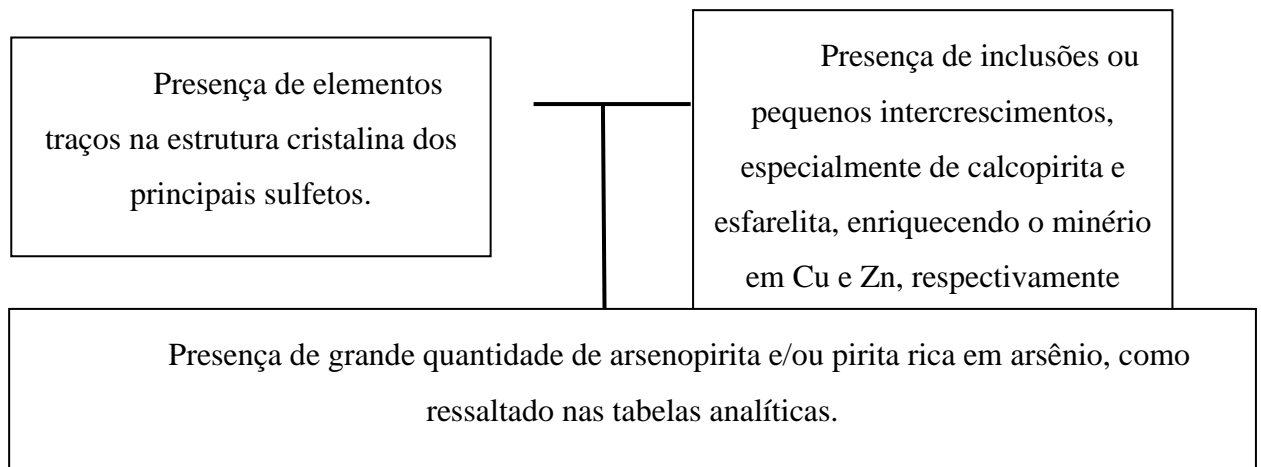 Presença de elementos
traços na estrutura cristalina dos
principais sulfetos.
Presença de inclusões ou
pequenos intercrescimentos,
especialmente de calcopirita e
esfarelita, enriquecendo o minério
em Cu e Zn, respectivamente
Presença de grande quantidade de arsenopirita e/ou pirita rica em arsênio, como
ressaltado nas tabelas analíticas.